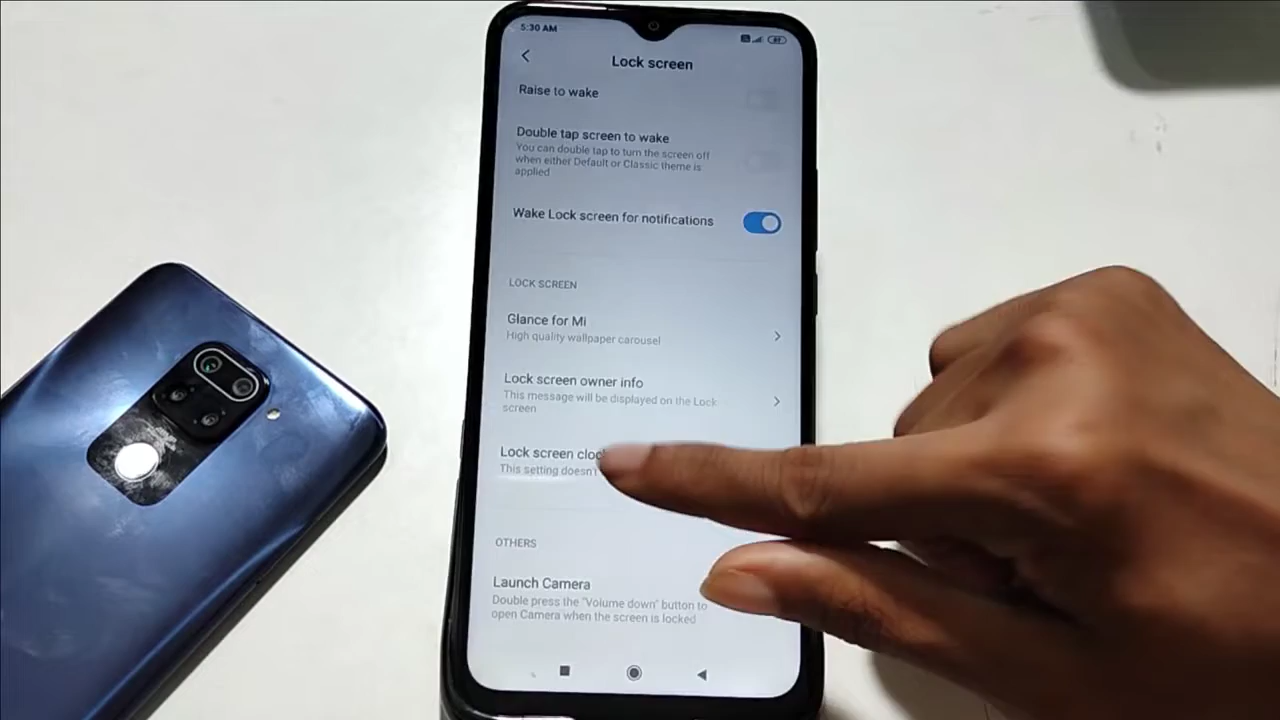 5:30 AM
Lock screen
Raise to wake
Double tap screen to wake
You can double tap to turn the screen off
when either Default or Classic theme is
applied
Wake Lock screen for notifications
LOCK SCREEN
Glance for Mi
High quality wallpaper carousel
Lock screen owner info
This message will be displayed on the Lock
screen
Lock screen cloc
This setting doesn't
OTHERS
Launch Camera
Double press the "Volume down" button to
open Camera when the screen is locked